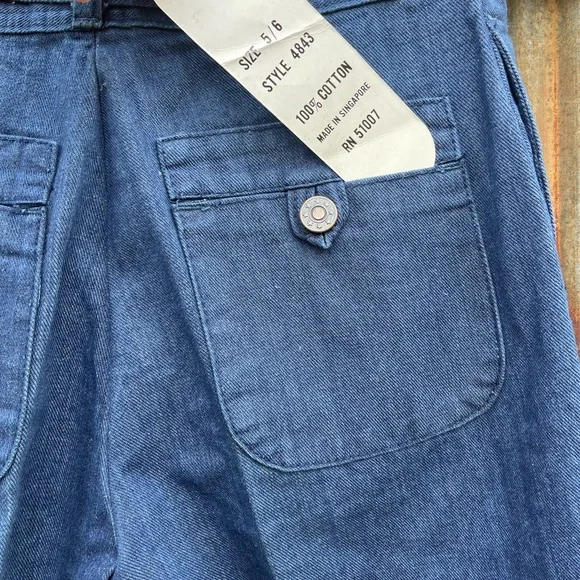 SIZE 5/6
STYLE 4843
100% COTTON
MADE IN SINGAPORE
RN 51007